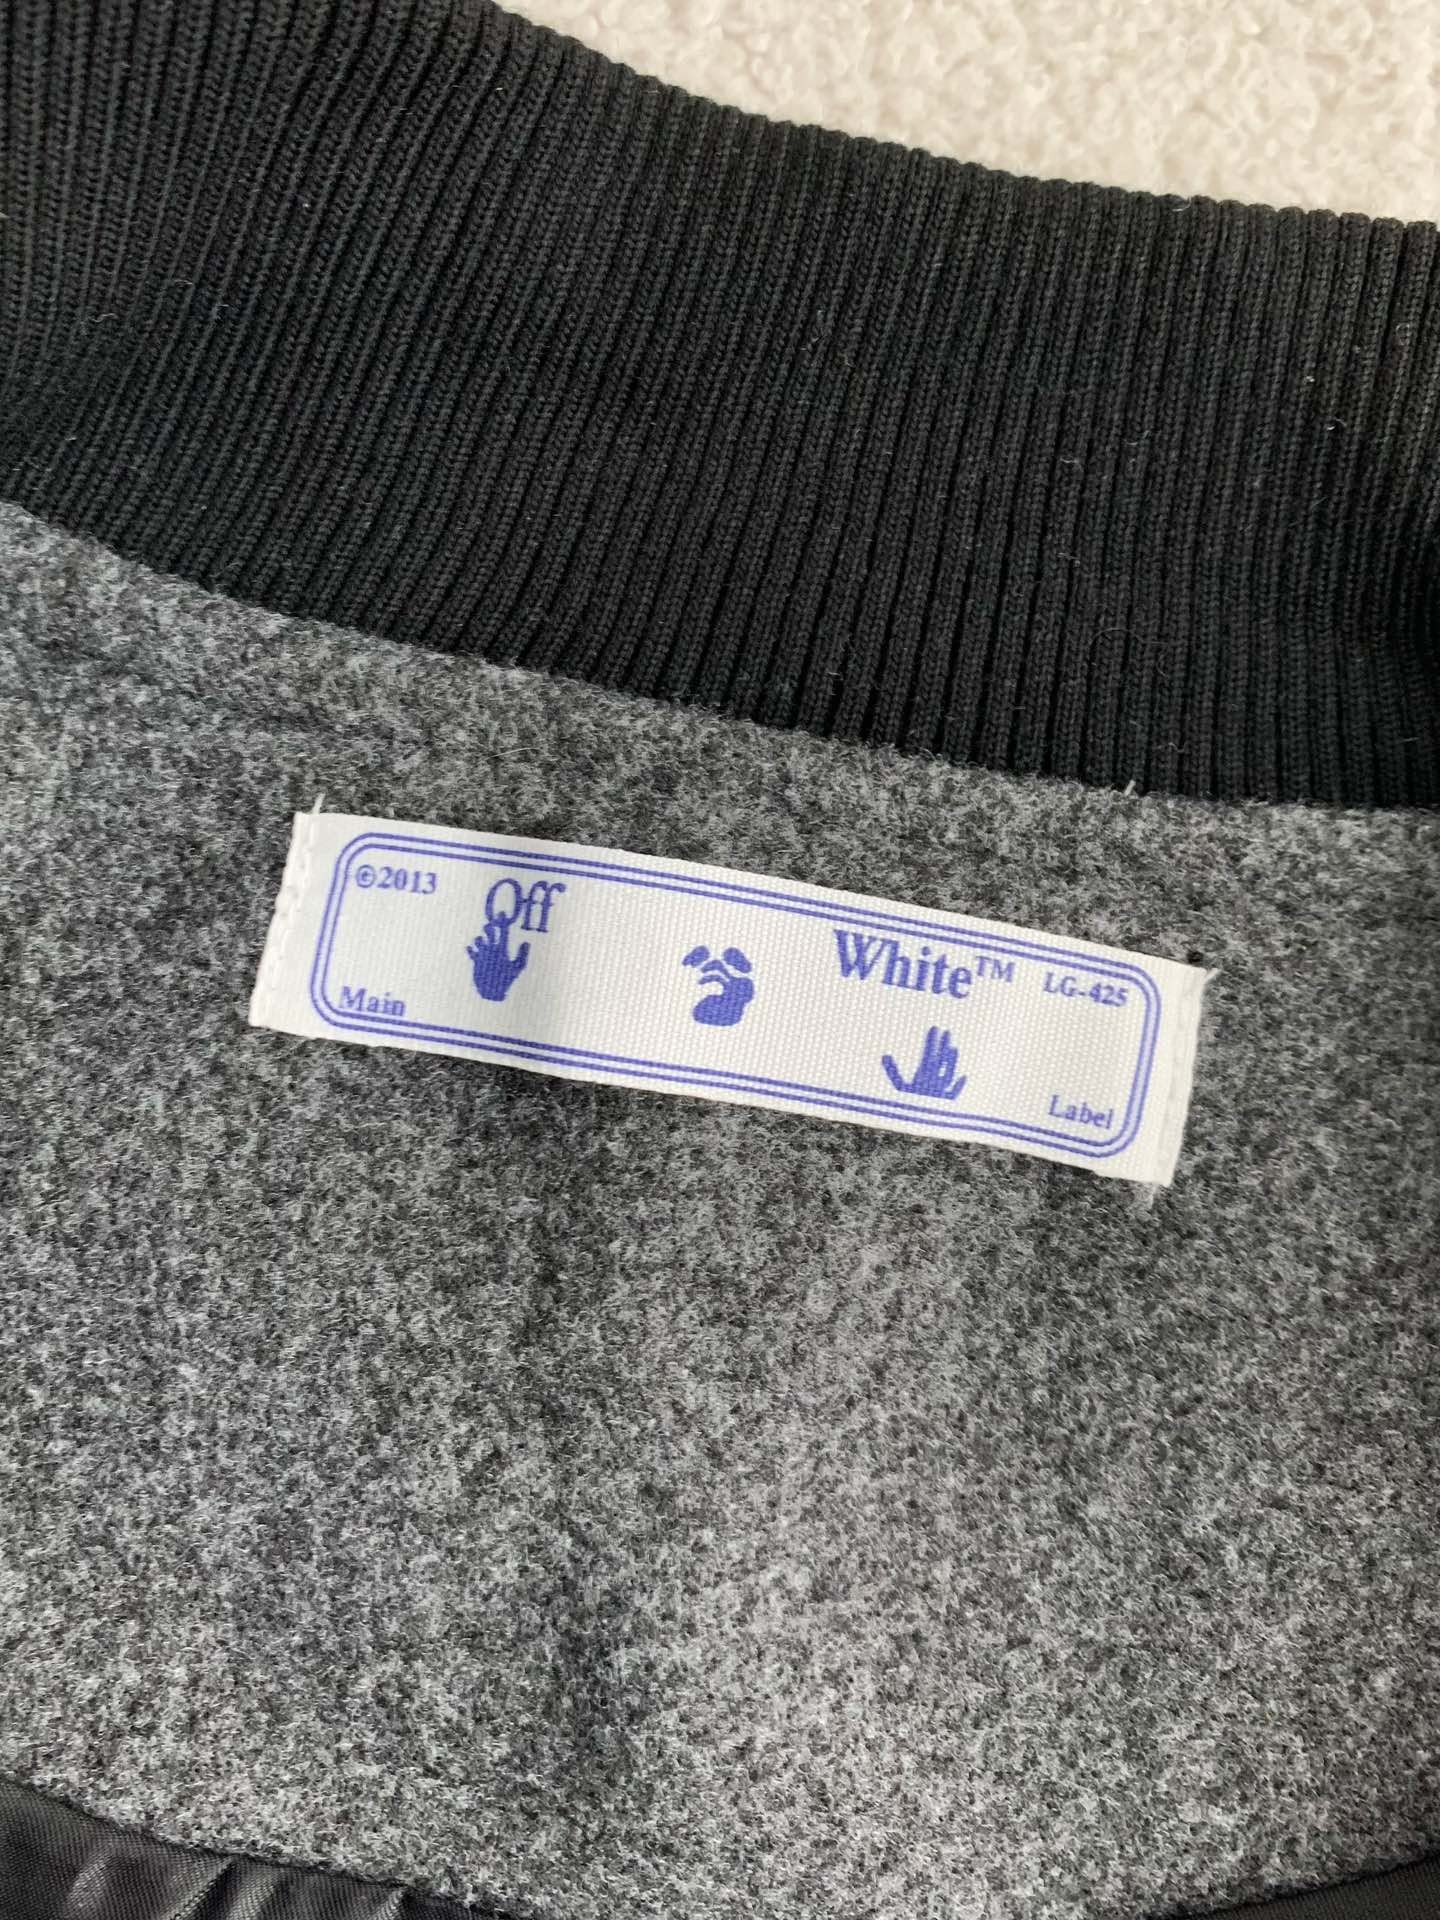 ©2013 Off White™ LG-425
Main Label